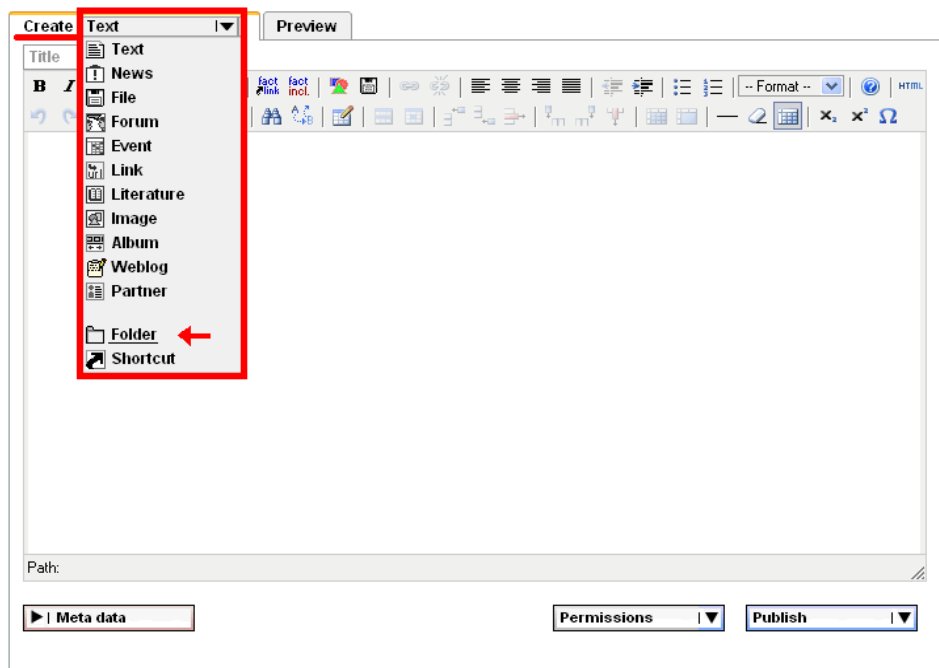 Create Text Preview
Title
Text
News
File
Forum
Event
Link
Literature
Image
Album
Weblog
Partner
Folder
Shortcut
B I fact link fact incl. -- Format -- HTML
Path:
Meta data Permissions Publish